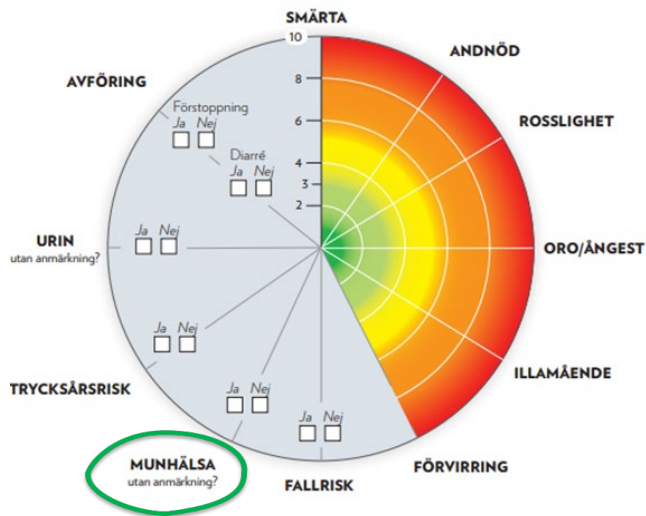 SMÄRTA
10
ANDNÖD
8
AVFÖRING
Förstoppning
Ja Nej
6
ROSSLIGHET
Diarré
Ja Nej
4
3
2
URIN
utan anmärkning?
Ja Nej
ORO/ÅNGEST
Ja Nej
TRYCKSÅRSRISK
ILLAMÅENDE
Ja Nej
Ja Nej
MUNHÄLSA
utan anmärkning?
FALLRISK
FÖRVIRRING